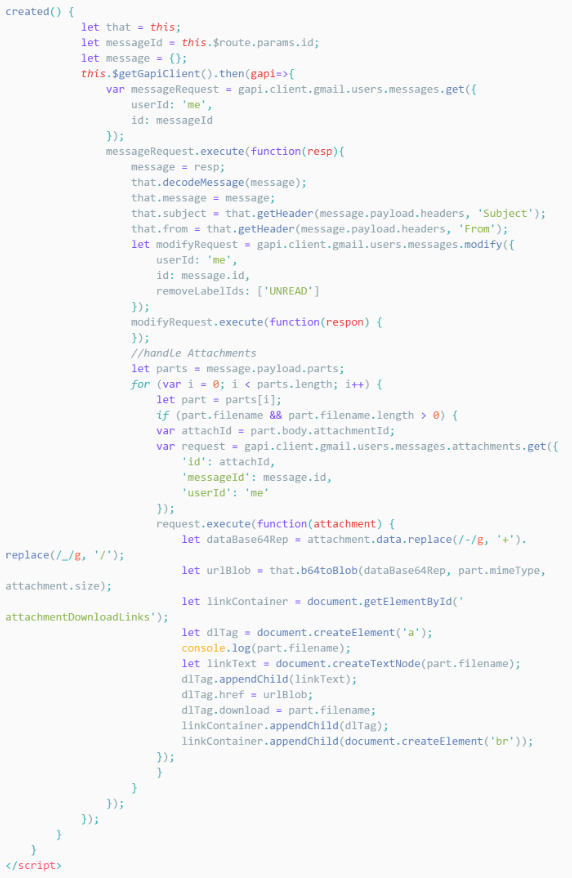 created() {
let that = this;
let messageId = this.$route.params.id;
let message = {};
this.$getGapiClient().then(gapi=>{
var messageRequest = gapi.client.gmail.users.messages.get({
userId: 'me',
id: messageId
});
messageRequest.execute(function(resp){
message = resp;
that.decodeMessage(message);
that.message = message;
that.subject = that.getHeader(message.payload.headers, 'Subject');
that.from = that.getHeader(message.payload.headers, 'From');
let modifyRequest = gapi.client.gmail.users.messages.modify({
userId: 'me',
id: message.id,
removeLabelIds: ['UNREAD']
});
modifyRequest.execute(function(respon) {
//handle Attachments
let parts = message.payload.parts;
for (var i = 0; i < parts.length; i++) {
let part = parts[i];
if (part.filename && part.filename.length > 0) {
var attachId = part.body.attachmentId;
var request = gapi.client.gmail.users.messages.attachments.get({
'id': attachId,
'messageId': message.id,
'userId': 'me'
});
request.execute(function(attachment) {
let dataBase64Rep = attachment.data.replace(/-/g, '+').
replace(/_/g, '/');
let urlBlob = that.b64toBlob(dataBase64Rep, part.mimeType,
attachment.size);
let linkContainer = document.getElementById('
attachmentDownloadLinks');
let dlTag = document.createElement('a');
console.log(part.filename);
let linkText = document.createTextNode(part.filename);
dlTag.appendChild(linkText);
dlTag.href = urlBlob;
dlTag.download = part.filename;
linkContainer.appendChild(dlTag);
linkContainer.appendChild(document.createElement('br'));
});
}
}
});
});
}
}
</script>